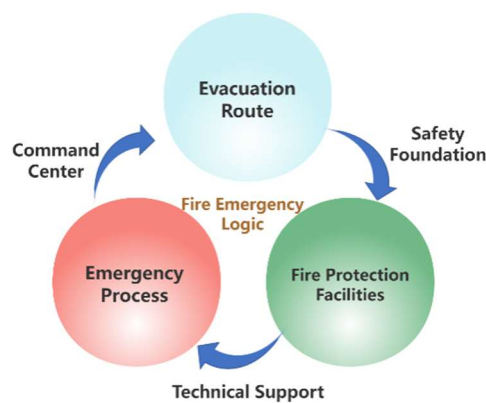 Evacuation
Route
Command
Center
Safety
Foundation
Fire Emergency
Logic
Emergency
Process
Fire Protection
Facilities
Technical Support